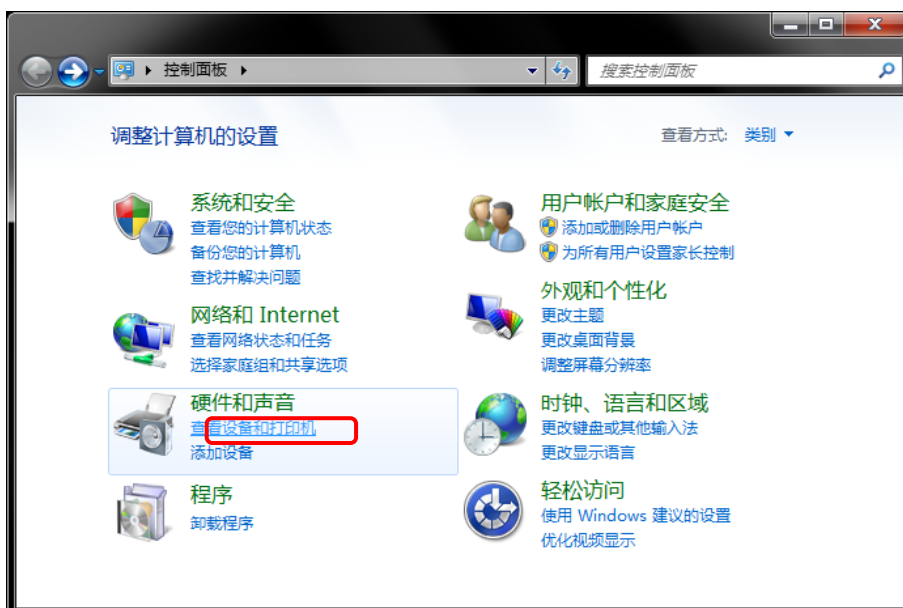 控制面板
搜索控制面板
调整计算机的设置
查看方式: 类别
系统和安全
查看您的计算机状态
备份您的计算机
查找并解决问题
网络和 Internet
查看网络状态和任务
选择家庭组和共享选项
硬件和声音
查看设备和打印机
添加设备
程序
卸载程序
用户帐户和家庭安全
添加或删除用户帐户
为所有用户设置家长控制
外观和个性化
更改主题
更改桌面背景
调整屏幕分辨率
时钟、语言和区域
更改键盘或其他输入法
更改显示语言
轻松访问
使用 Windows 建议的设置
优化视频显示